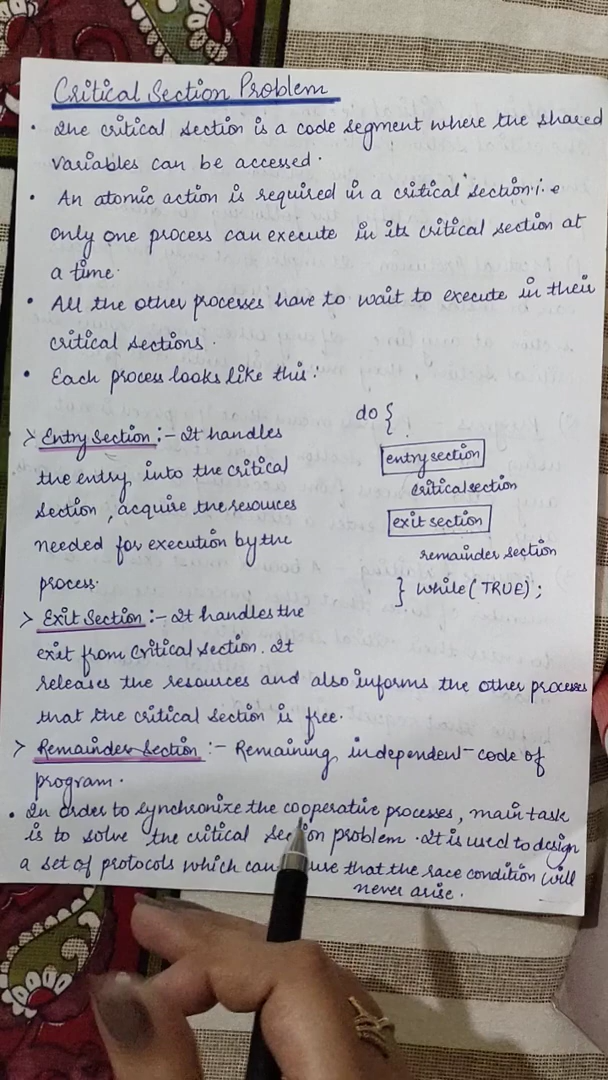 Critical Section Problem
• The critical section is a code segment where the shared
variables can be accessed.
• An atomic action is required in a critical section i.e
only one process can execute in its critical section at
a time.
• All the other processes have to wait to execute in their
critical sections.
• Each process looks like this:
> Entry Section :- It handles
the entry into the critical
section, acquire the resouces
needed for execution by the
process.
do {
entry section
critical section
exit section
remainder section
} while (TRUE);
> Exit Section :- It handles the
exit from Critical section. It
releases the resources and also informs the other processes
that the critical section is free.
> Remainder Section :- Remaining independent code of
program.
• In order to synchronize the cooperative processes, main task
is to solve the critical section problem. It is used to design
a set of protocols which can use that the race condition will
never arise.